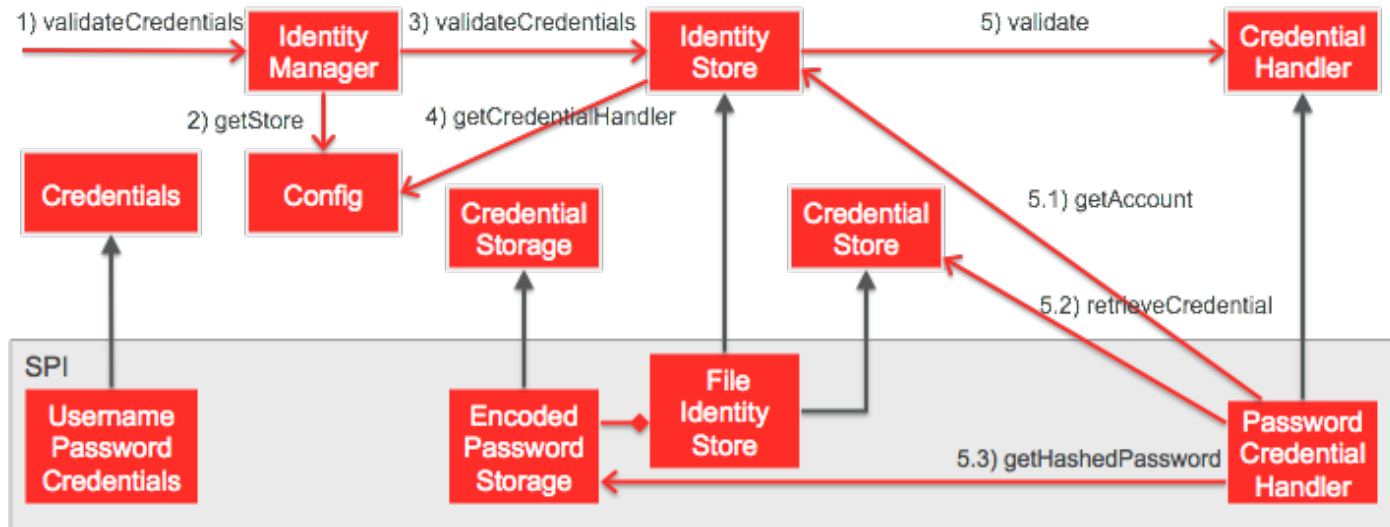 1) validateCredentials
Identity
Manager
3) validateCredentials
Identity
Store
5) validate
Credential
Handler
2) getStore
4) getCredentialHandler
Credentials
Config
Credential
Storage
Credential
Store
5.1) getAccount
5.2) retrieveCredential
SPI
Username
Password
Credentials
Encoded
Password
Storage
File
Identity
Store
5.3) getHashedPassword
Password
Credential
Handler